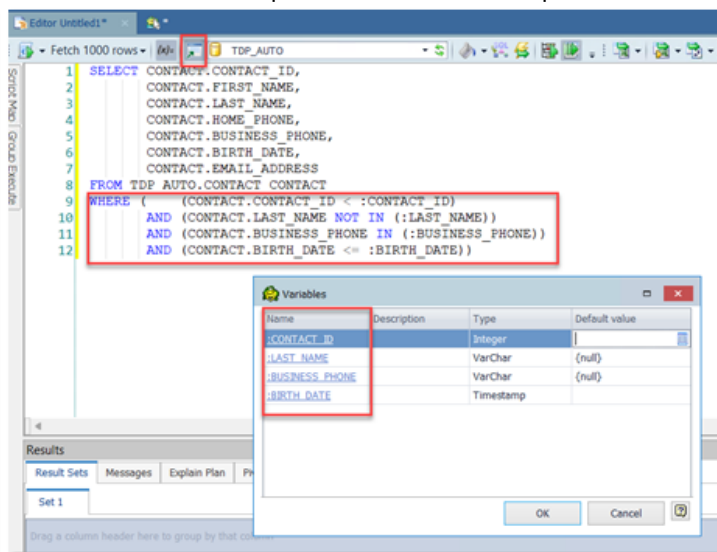 Editor Untitled1*
Fetch 1000 rows
TDP_AUTO
Script Map
Group Execute
1 SELECT CONTACT.CONTACT_ID,
2 CONTACT.FIRST_NAME,
3 CONTACT.LAST_NAME,
4 CONTACT.HOME_PHONE,
5 CONTACT.BUSINESS_PHONE,
6 CONTACT.BIRTH_DATE,
7 CONTACT.EMAIL_ADDRESS
8 FROM TDP_AUTO.CONTACT CONTACT
9 WHERE ( (CONTACT.CONTACT_ID < :CONTACT_ID)
10 AND (CONTACT.LAST_NAME NOT IN (:LAST_NAME))
11 AND (CONTACT.BUSINESS_PHONE IN (:BUSINESS_PHONE))
12 AND (CONTACT.BIRTH_DATE <= :BIRTH_DATE))
Variables
Name Description Type Default value
:CONTACT_ID Integer
:LAST_NAME VarChar {null}
:BUSINESS_PHONE VarChar {null}
:BIRTH_DATE Timestamp
OK Cancel
Results
Result Sets Messages Explain Plan
Set 1
Drag a column header here to group by that